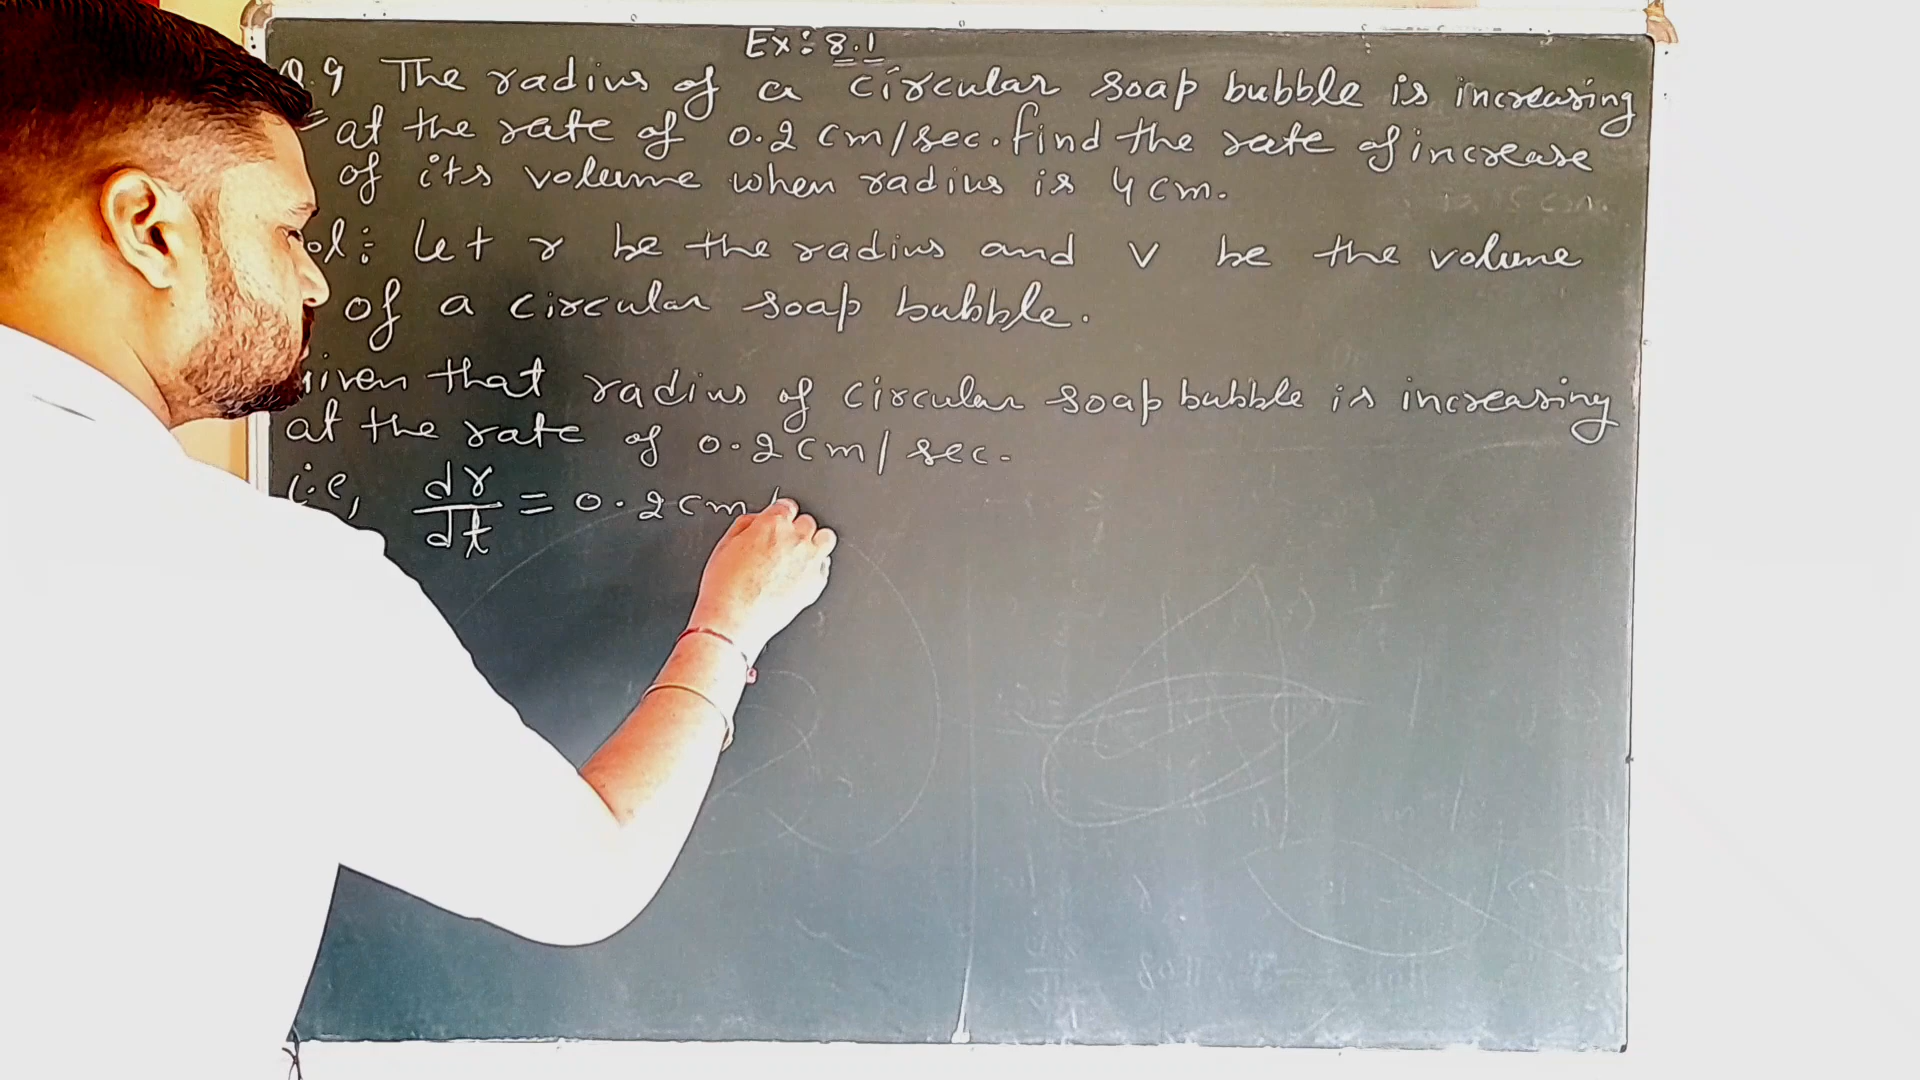 Ex: 8.1
Q.9 The radius of a circular soap bubble is increasing
at the rate of 0.2 cm/sec. find the rate of increase
of its volume when radius is 4 cm.
ol: Let r be the radius and V be the volume
of a circular soap bubble.
iven that radius of circular soap bubble is increasing
at the rate of 0.2 cm/sec.
i.e, dr/dt = 0.2 cm/